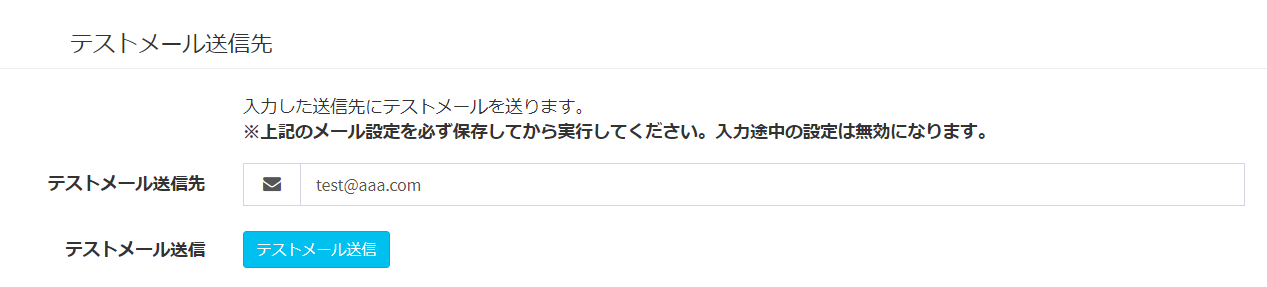 テストメール送信先
入力した送信先にテストメールを送ります。
※上記のメール設定を必ず保存してから実行してください。入力途中の設定は無効になります。
テストメール送信先
test@aaa.com
テストメール送信
テストメール送信